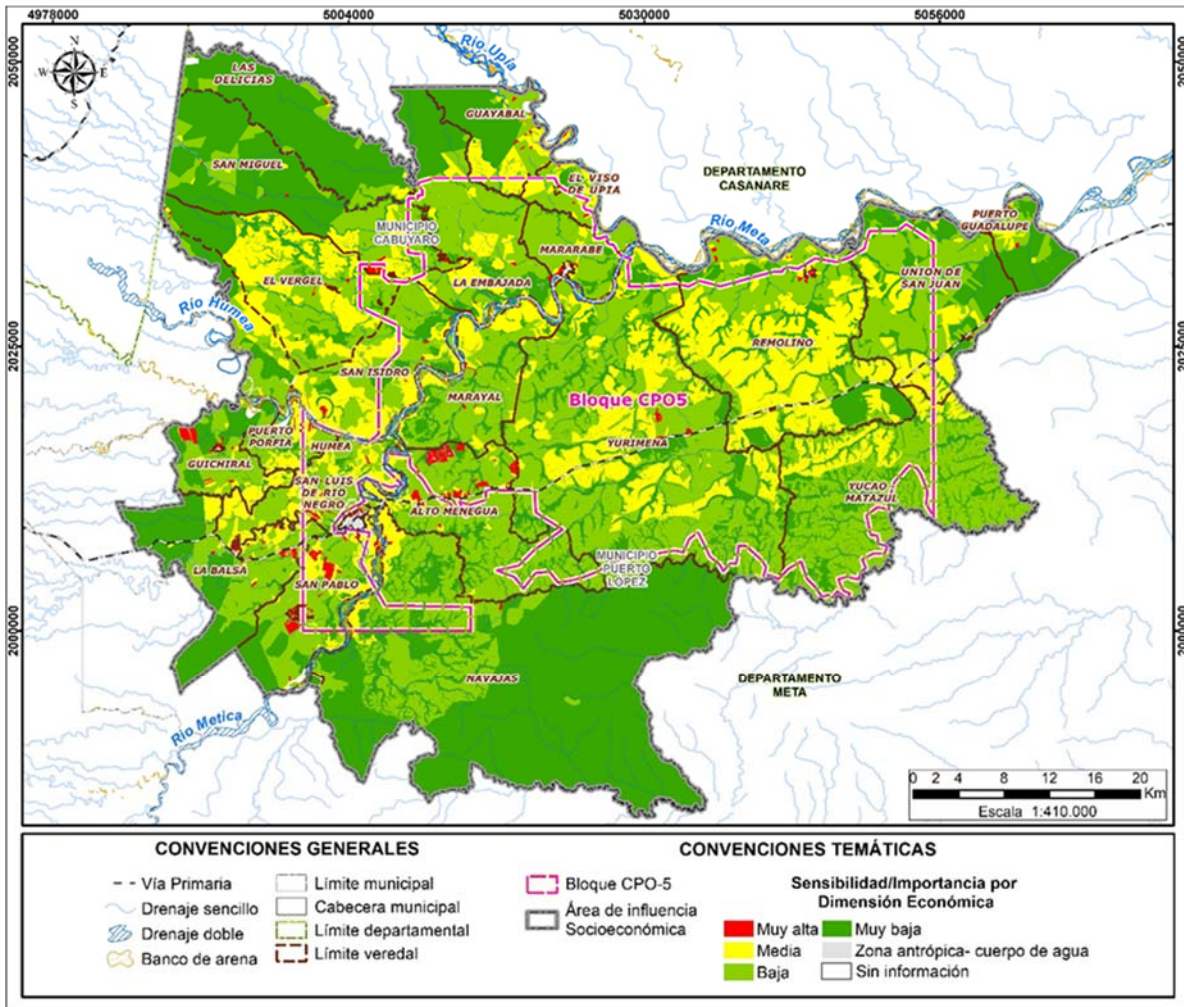 4978000
5004000
5030000
5056000
2050000
2050000
N
W
E
S
Río Upía
LAS
DELICIAS
GUAYABAL
SAN MIGUEL
EL VISO
DE UPIA
DEPARTAMENTO
CASANARE
MUNICIPIO
CABUYARO
Río Meta
PUERTO
GUADALUPE
MARARABE
EL VERGEL
LA EMBAJADA
UNION DE
SAN JUAN
Río Humea
2025000
2025000
REMOLINO
SAN ISIDRO
MARAYAL
Bloque CPO5
PUERTO
PORFIA
HUMEA
YURIMENA
GUICHIRAL
SAN LUIS
DE RIO
NEGRO
YUCAO -
MATAZUL
ALTO MENEGUA
MUNICIPIO
PUERTO
LOPEZ
LA BALSA
SAN PABLO
2000000
2000000
NAVAJAS
DEPARTAMENTO
META
Río Metica
0 2 4 8 12 16 20
Km
Escala 1:410.000
CONVENCIONES GENERALES
Vía Primaria
Drenaje sencillo
Drenaje doble
Banco de arena
Límite municipal
Cabecera municipal
Límite departamental
Límite veredal
CONVENCIONES TEMÁTICAS
Bloque CPO-5
Área de influencia
Socioeconómica
Sensibilidad/Importancia por
Dimensión Económica
Muy alta
Media
Baja
Muy baja
Zona antrópica- cuerpo de agua
Sin información